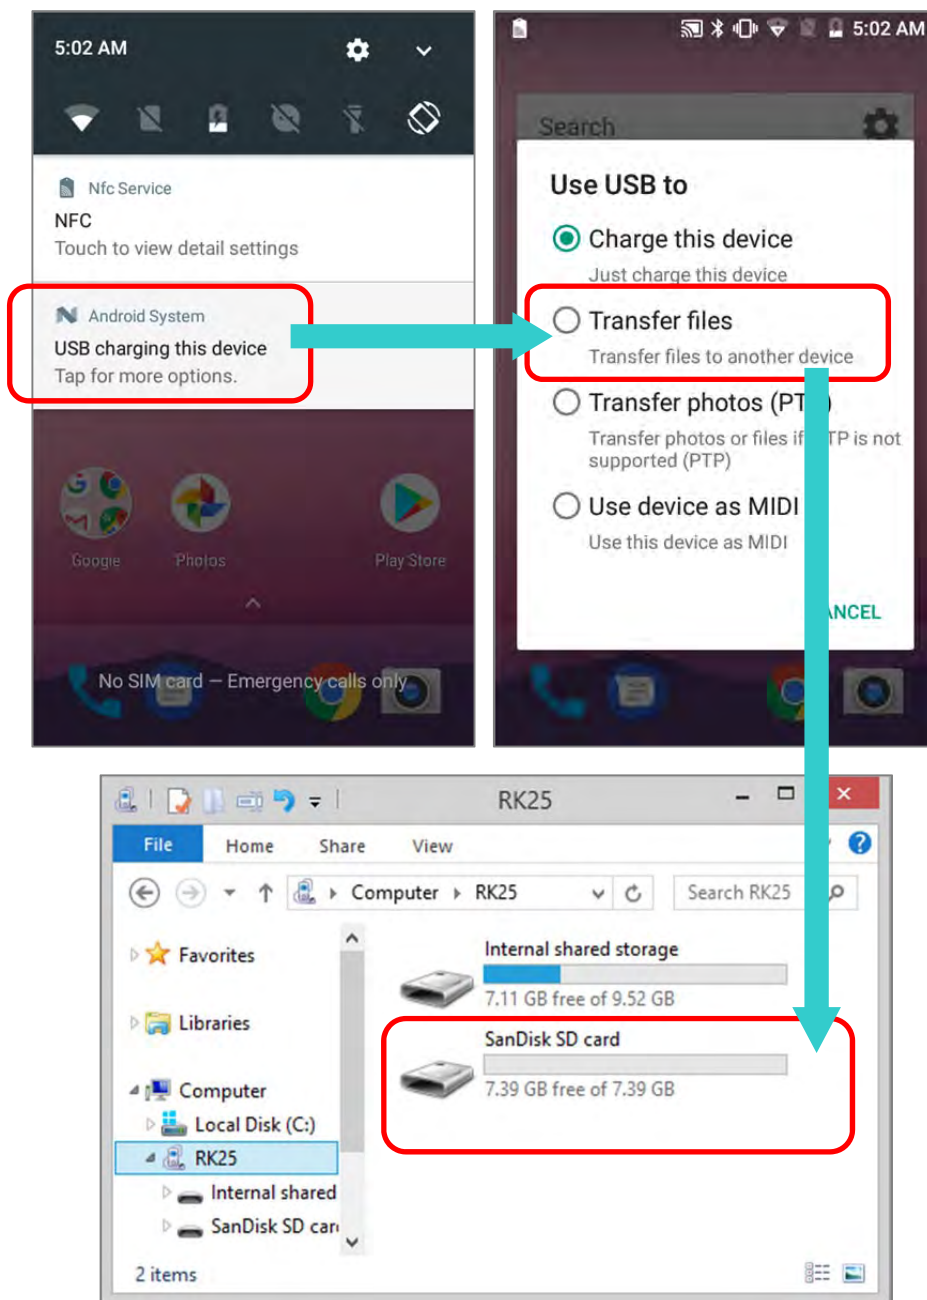 5:02 AM
Nfc Service
NFC
Touch to view detail settings
Android System
USB charging this device
Tap for more options.
Google
Photos
Play Store
No SIM card — Emergency calls only
5:02 AM
Search
Use USB to
Charge this device
Just charge this device
Transfer files
Transfer files to another device
Transfer photos (PT
Transfer photos or files if TP is not
supported (PTP)
Use device as MIDI
Use this device as MIDI
ANCEL
RK25
File Home Share View
Computer RK25 Search RK25
Favorites
Libraries
Computer
Local Disk (C:)
RK25
Internal shared
SanDisk SD car
Internal shared storage
7.11 GB free of 9.52 GB
SanDisk SD card
7.39 GB free of 7.39 GB
2 items